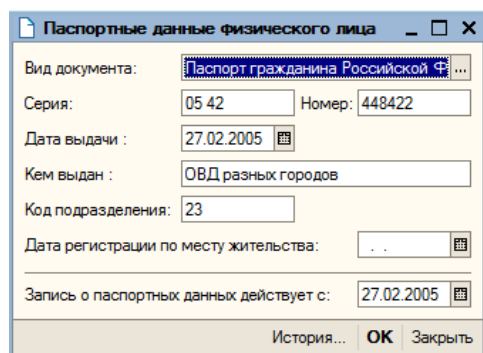 Паспортные данные физического лица
Вид документа: Паспорт гражданина Российской Ф ...
Серия: 05 42 Номер: 448422
Дата выдачи : 27.02.2005
Кем выдан : ОВД разных городов
Код подразделения: 23
Дата регистрации по месту жительства: . .
Запись о паспортных данных действует с: 27.02.2005
История... OK Закрыть